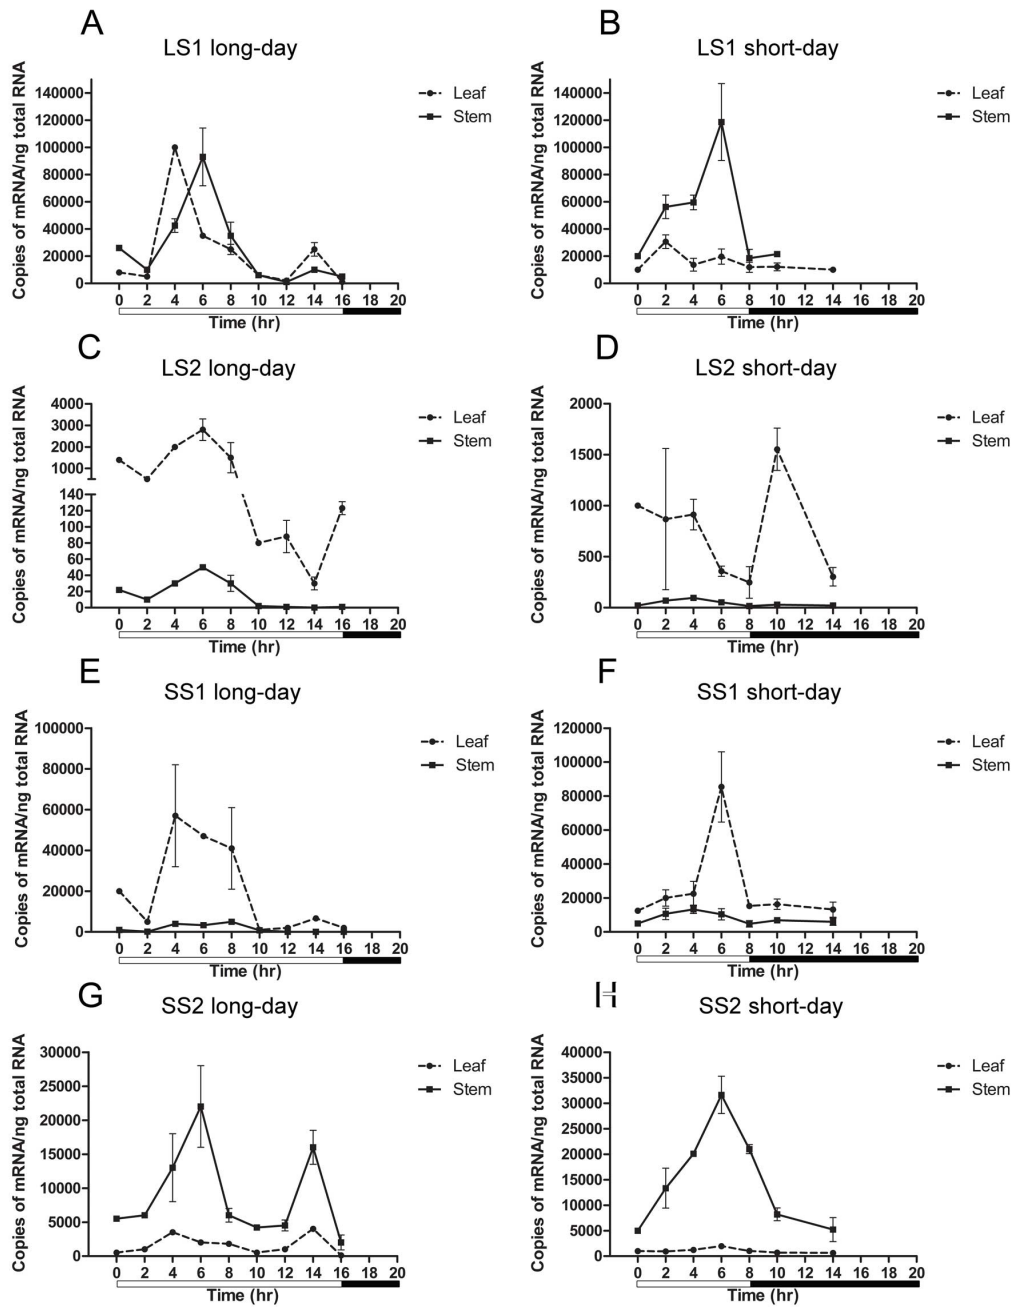 A
LS1 long-day
Copies of mRNA/ng total RNA
140000
120000
100000
80000
60000
40000
20000
0
Leaf
Stem
0 2 4 6 8 10 12 14 16 18 20
Time (hr)
B
LS1 short-day
Copies of mRNA/ng total RNA
140000
120000
100000
80000
60000
40000
20000
0
Leaf
Stem
0 2 4 6 8 10 12 14 16 18 20
Time (hr)
C
LS2 long-day
Copies of mRNA/ng total RNA
4000
3000
2000
1000
140
120
100
80
60
40
20
0
Leaf
Stem
0 2 4 6 8 10 12 14 16 18 20
Time (hr)
D
LS2 short-day
Copies of mRNA/ng total RNA
2000
1500
1000
500
0
Leaf
Stem
0 2 4 6 8 10 12 14 16 18 20
Time (hr)
E
SS1 long-day
Copies of mRNA/ng total RNA
100000
80000
60000
40000
20000
0
Leaf
Stem
0 2 4 6 8 10 12 14 16 18 20
Time (hr)
F
SS1 short-day
Copies of mRNA/ng total RNA
120000
100000
80000
60000
40000
20000
0
Leaf
Stem
0 2 4 6 8 10 12 14 16 18 20
Time (hr)
G
SS2 long-day
Copies of mRNA/ng total RNA
30000
25000
20000
15000
10000
5000
0
Leaf
Stem
0 2 4 6 8 10 12 14 16 18 20
Time (hr)
H
SS2 short-day
Copies of mRNA/ng total RNA
40000
35000
30000
25000
20000
15000
10000
5000
0
Leaf
Stem
0 2 4 6 8 10 12 14 16 18 20
Time (hr)